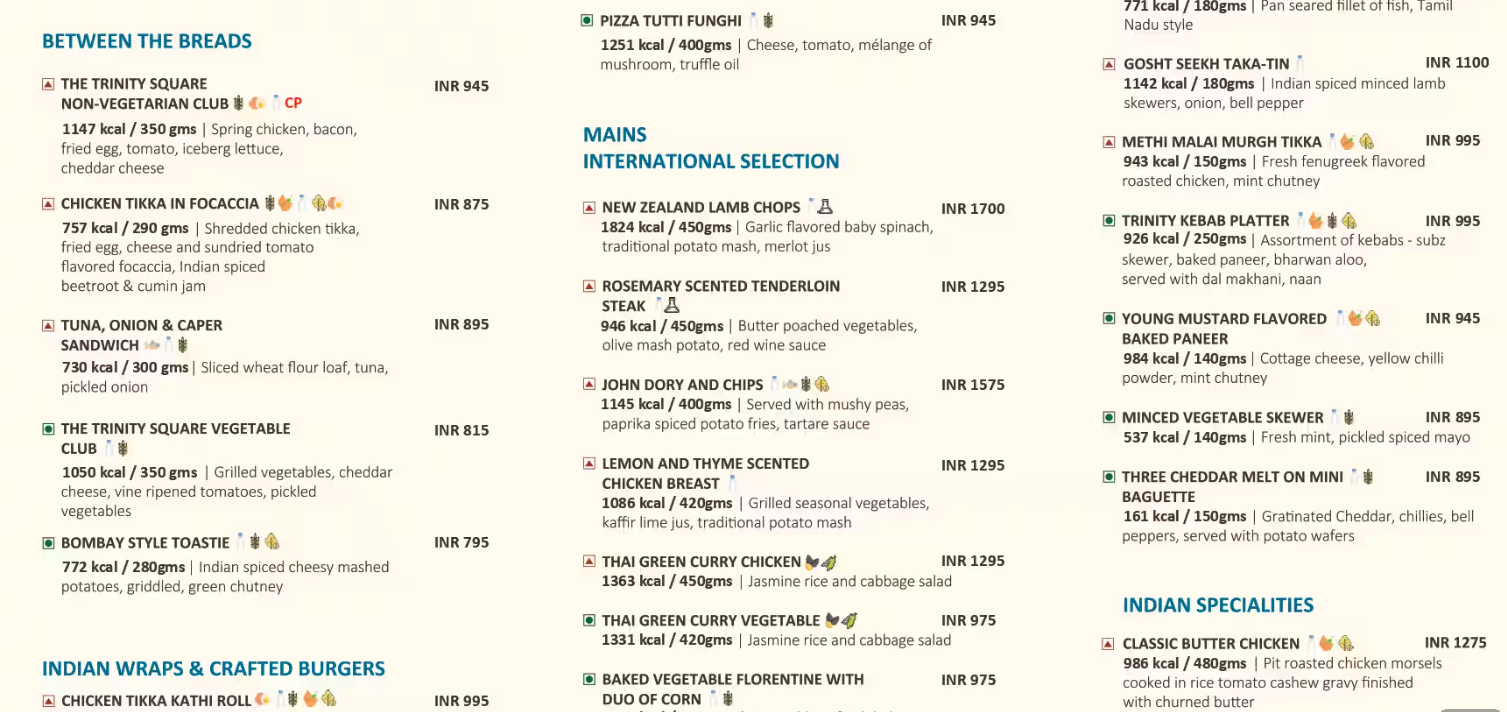 BETWEEN THE BREADS
THE TRINITY SQUARE
NON-VEGETARIAN CLUB CP INR 945
1147 kcal / 350 gms | Spring chicken, bacon,
fried egg, tomato, iceberg lettuce,
cheddar cheese
CHICKEN TIKKA IN FOCACCIA INR 875
757 kcal / 290 gms | Shredded chicken tikka,
fried egg, cheese and sundried tomato
flavored focaccia, Indian spiced
beetroot & cumin jam
TUNA, ONION & CAPER INR 895
SANDWICH
730 kcal / 300 gms | Sliced wheat flour loaf, tuna,
pickled onion
THE TRINITY SQUARE VEGETABLE INR 815
CLUB
1050 kcal / 350 gms | Grilled vegetables, cheddar
cheese, vine ripened tomatoes, pickled
vegetables
BOMBAY STYLE TOASTIE INR 795
772 kcal / 280gms | Indian spiced cheesy mashed
potatoes, griddled, green chutney
INDIAN WRAPS & CRAFTED BURGERS
CHICKEN TIKKA KATHI ROLL INR 995
PIZZA TUTTI FUNGHI INR 945
1251 kcal / 400gms | Cheese, tomato, mélange of
mushroom, truffle oil
MAINS
INTERNATIONAL SELECTION
NEW ZEALAND LAMB CHOPS INR 1700
1824 kcal / 450gms | Garlic flavored baby spinach,
traditional potato mash, merlot jus
ROSEMARY SCENTED TENDERLOIN INR 1295
STEAK
946 kcal / 450gms | Butter poached vegetables,
olive mash potato, red wine sauce
JOHN DORY AND CHIPS INR 1575
1145 kcal / 400gms | Served with mushy peas,
paprika spiced potato fries, tartare sauce
LEMON AND THYME SCENTED INR 1295
CHICKEN BREAST
1086 kcal / 420gms | Grilled seasonal vegetables,
kaffir lime jus, traditional potato mash
THAI GREEN CURRY CHICKEN INR 1295
1363 kcal / 450gms | Jasmine rice and cabbage salad
THAI GREEN CURRY VEGETABLE INR 975
1331 kcal / 420gms | Jasmine rice and cabbage salad
BAKED VEGETABLE FLORENTINE WITH INR 975
DUO OF CORN
771 kcal / 180gms | Pan seared fillet of fish, Tamil
Nadu style
GOSHT SEEKH TAKA-TIN INR 1100
1142 kcal / 180gms | Indian spiced minced lamb
skewers, onion, bell pepper
METHI MALAI MURGH TIKKA INR 995
943 kcal / 150gms | Fresh fenugreek flavored
roasted chicken, mint chutney
TRINITY KEBAB PLATTER INR 995
926 kcal / 250gms | Assortment of kebabs - subz
skewer, baked paneer, bharwan aloo,
served with dal makhani, naan
YOUNG MUSTARD FLAVORED INR 945
BAKED PANEER
984 kcal / 140gms | Cottage cheese, yellow chilli
powder, mint chutney
MINCED VEGETABLE SKEWER INR 895
537 kcal / 140gms | Fresh mint, pickled spiced mayo
THREE CHEDDAR MELT ON MINI INR 895
BAGUETTE
161 kcal / 150gms | Gratinated Cheddar, chillies, bell
peppers, served with potato wafers
INDIAN SPECIALITIES
CLASSIC BUTTER CHICKEN INR 1275
986 kcal / 480gms | Pit roasted chicken morsels
cooked in rice tomato cashew gravy finished
with churned butter